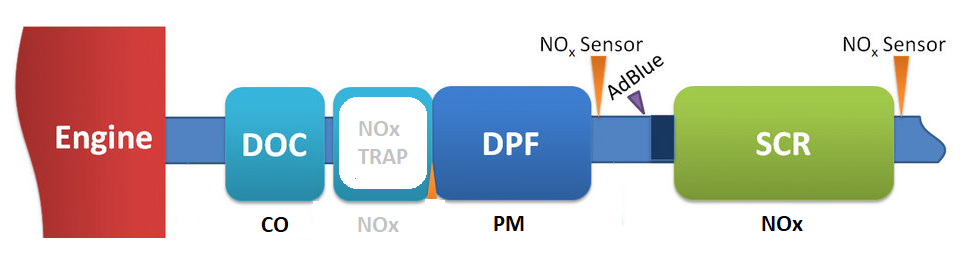 NOx Sensor
NOx Sensor
AdBlue
Engine
DOC
NOx
TRAP
DPF
SCR
CO
NOx
PM
NOx